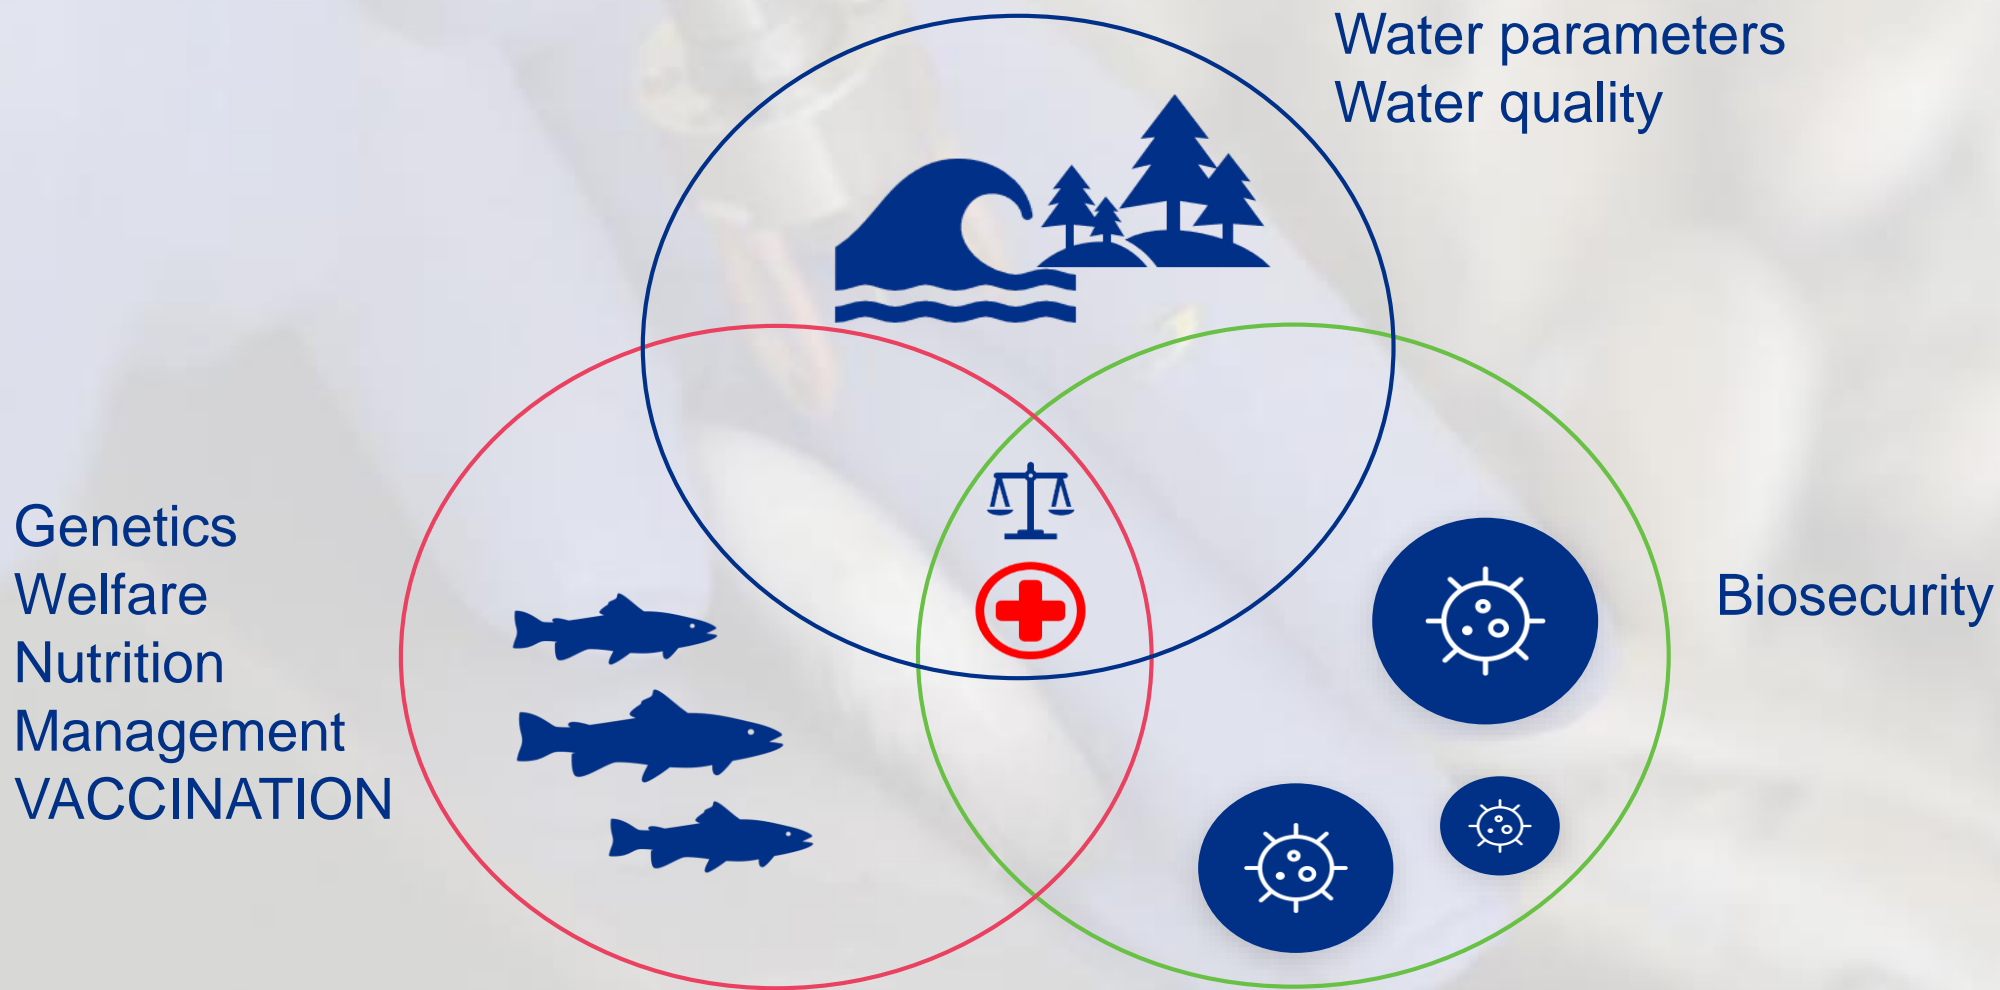 Water parameters
Water quality
Genetics
Welfare
Nutrition
Management
VACCINATION
Biosecurity